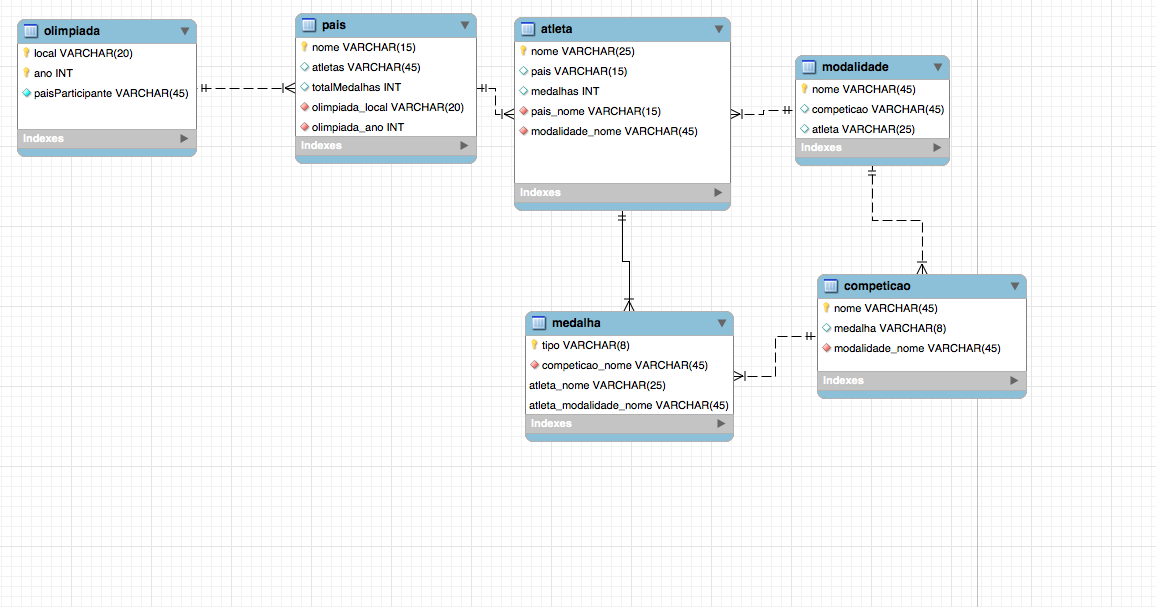 olimpiada
local VARCHAR(20)
ano INT
paisParticipante VARCHAR(45)
Indexes
pais
nome VARCHAR(15)
atletas VARCHAR(45)
totalMedalhas INT
olimpiada_local VARCHAR(20)
olimpiada_ano INT
Indexes
atleta
nome VARCHAR(25)
pais VARCHAR(15)
medalhas INT
pais_nome VARCHAR(15)
modalidade_nome VARCHAR(45)
Indexes
modalidade
nome VARCHAR(45)
competicao VARCHAR(45)
atleta VARCHAR(25)
Indexes
medalha
tipo VARCHAR(8)
competicao_nome VARCHAR(45)
atleta_nome VARCHAR(25)
atleta_modalidade_nome VARCHAR(45)
Indexes
competicao
nome VARCHAR(45)
medalha VARCHAR(8)
modalidade_nome VARCHAR(45)
Indexes